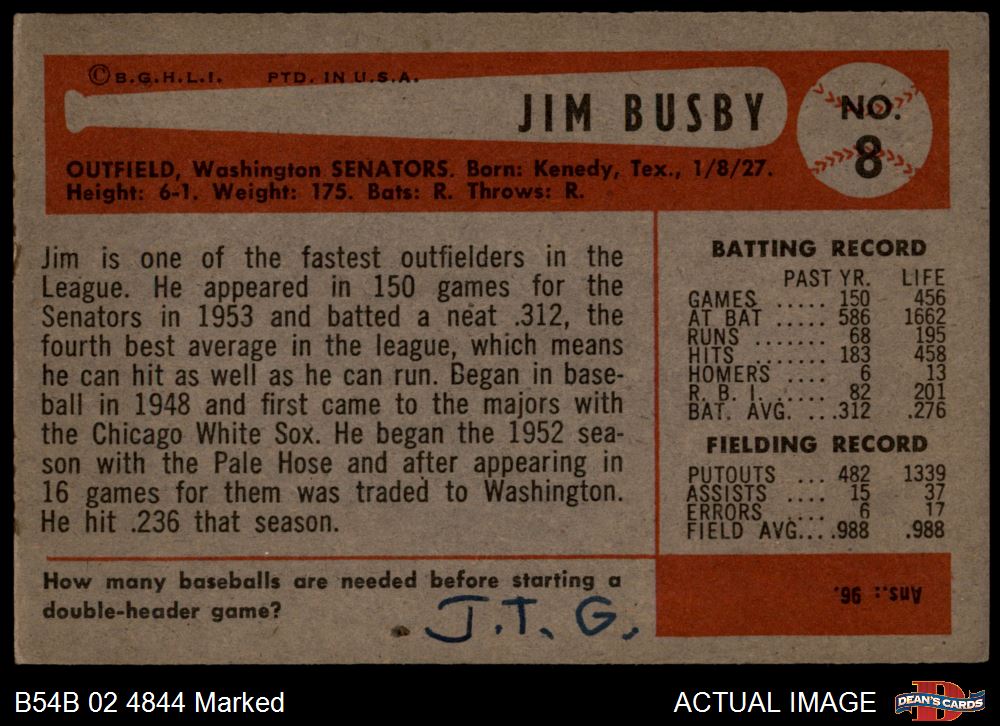 ©B.G.H.L.I. PTD. IN U.S.A.
JIM BUSBY
NO.
8
OUTFIELD, Washington SENATORS. Born: Kenedy, Tex., 1/8/27.
Height: 6-1. Weight: 175. Bats: R. Throws: R.
Jim is one of the fastest outfielders in the
League. He appeared in 150 games for the
Senators in 1953 and batted a neat .312, the
fourth best average in the league, which means
he can hit as well as he can run. Began in base-
ball in 1948 and first came to the majors with
the Chicago White Sox. He began the 1952 sea-
son with the Pale Hose and after appearing in
16 games for them was traded to Washington.
He hit .236 that season.
BATTING RECORD
PAST YR. LIFE
GAMES ..... 150 456
AT BAT ..... 586 1662
RUNS ....... 68 195
HITS ....... 183 458
HOMERS .... 6 13
R. B. I. ..... 82 201
BAT. AVG. ...312 .276
FIELDING RECORD
PUTOUTS ... 482 1339
ASSISTS .... 15 37
ERRORS .... 6 17
FIELD AVG.... .988 .988
How many baseballs are needed before starting a
double-header game?
Ans.: 96.
J.T.G.
B54B 02 4844 Marked
ACTUAL IMAGE
D
DEAN'S CARDS